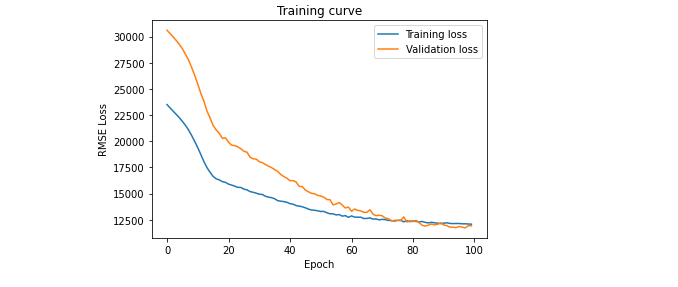 Training curve
Training loss
Validation loss
RMSE Loss
30000
27500
25000
22500
20000
17500
15000
12500
0 20 40 60 80 100
Epoch